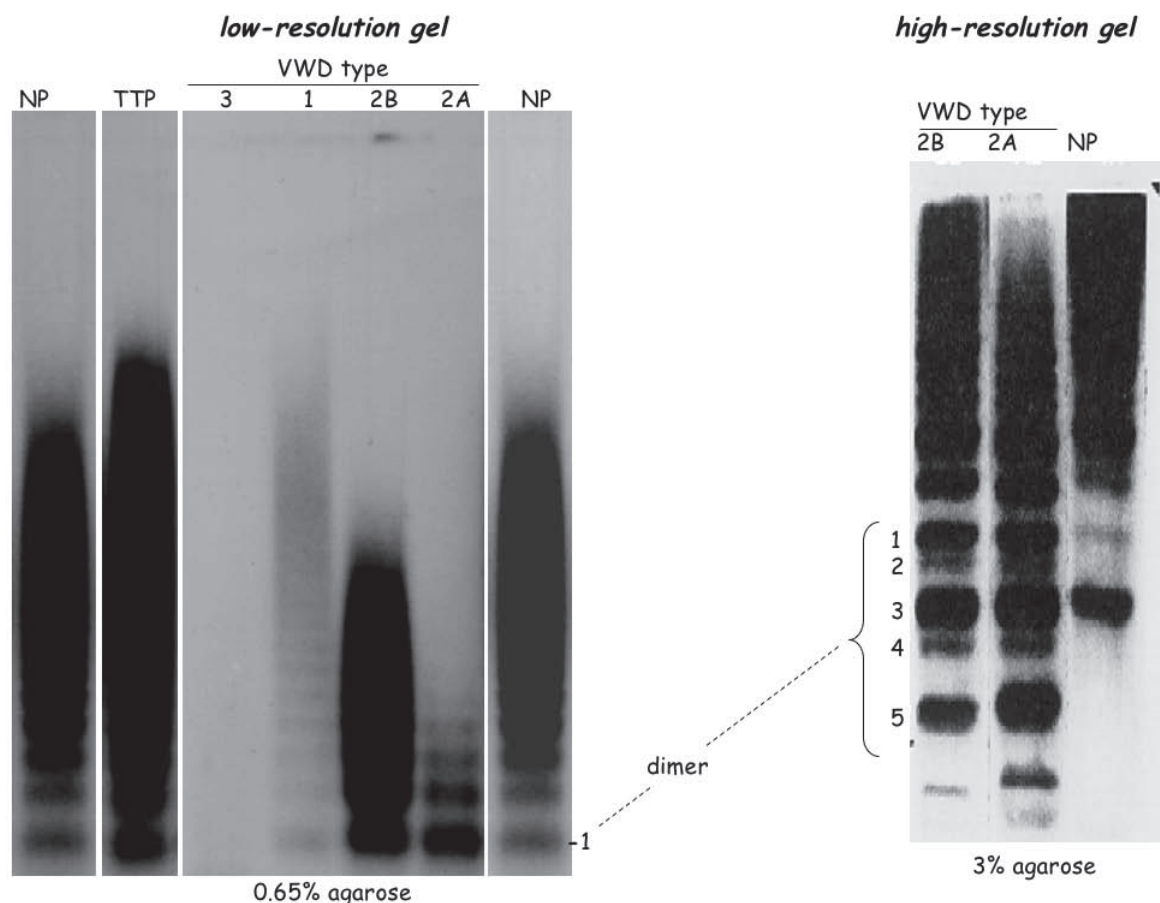 low-resolution gel
VWD type
NP TTP 3 1 2B 2A NP
-1
0.65% agarose
dimer
high-resolution gel
VWD type
2B 2A NP
1
2
3
4
5
3% agarose